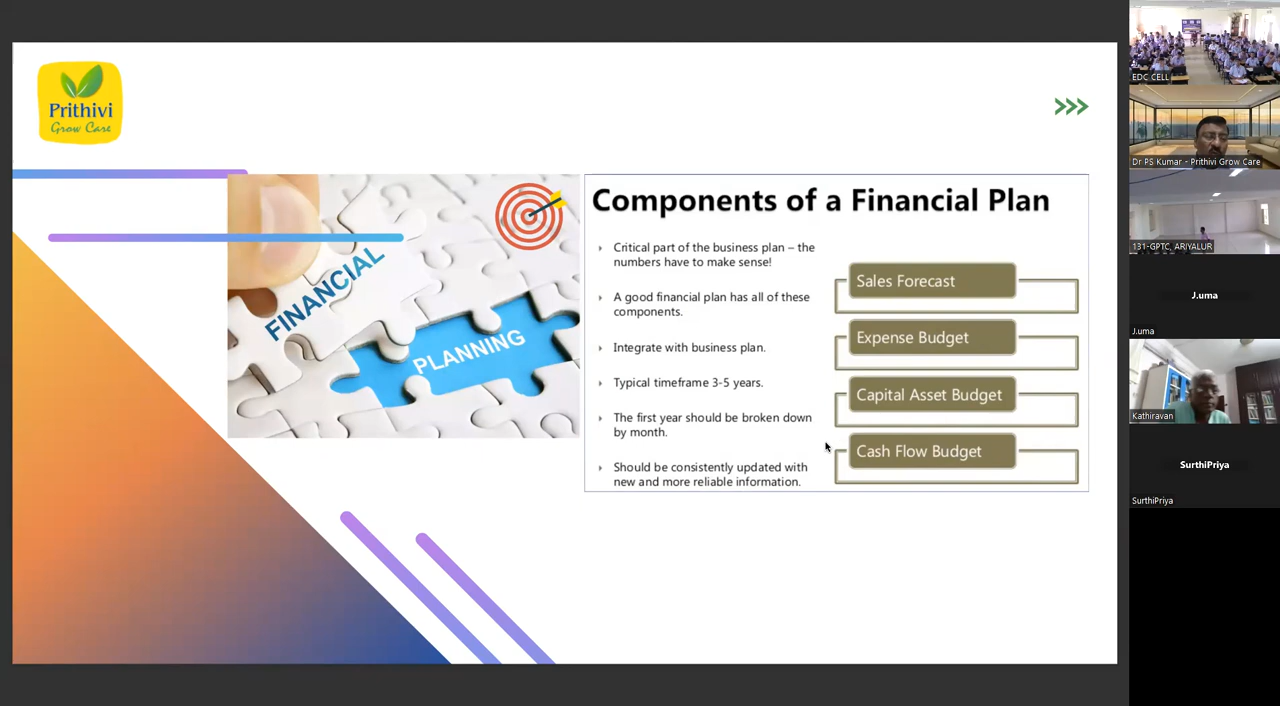 Prithivi
Grow Care
FINANCIAL
PLANNING
Components of a Financial Plan
Critical part of the business plan – the
numbers have to make sense!
A good financial plan has all of these
components.
Integrate with business plan.
Typical timeframe 3-5 years.
The first year should be broken down
by month.
Should be consistently updated with
new and more reliable information.
Sales Forecast
Expense Budget
Capital Asset Budget
Cash Flow Budget
EDC CELL
Dr PS Kumar - Prithivi Grow Care
131-GPTC, ARIYALUR
J.uma
J.uma
Kathiravan
SurthiPriya
SurthiPriya